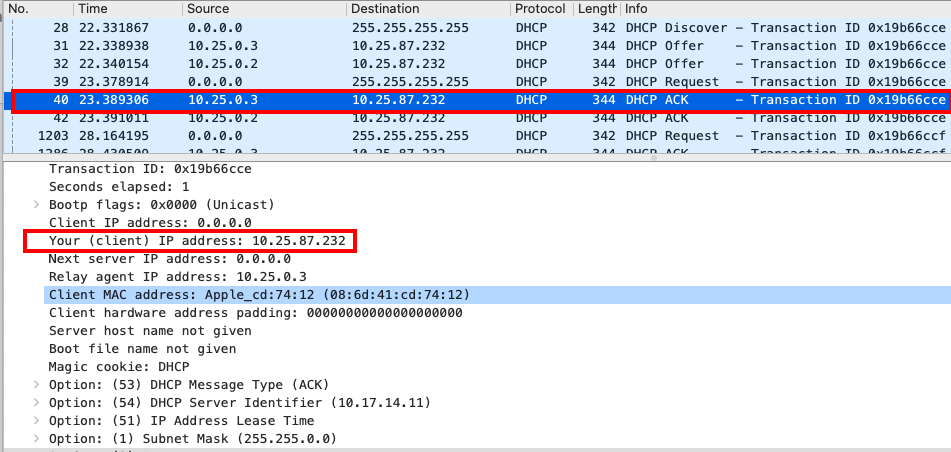 No. Time Source Destination Protocol Length Info
28 22.331867 0.0.0.0 255.255.255.255 DHCP 342 DHCP Discover – Transaction ID 0x19b66cce
31 22.338938 10.25.0.3 10.25.87.232 DHCP 344 DHCP Offer – Transaction ID 0x19b66cce
32 22.340154 10.25.0.2 10.25.87.232 DHCP 344 DHCP Offer – Transaction ID 0x19b66cce
39 23.378914 0.0.0.0 255.255.255.255 DHCP 342 DHCP Request – Transaction ID 0x19b66cce
40 23.389306 10.25.0.3 10.25.87.232 DHCP 344 DHCP ACK – Transaction ID 0x19b66cce
42 23.391011 10.25.0.2 10.25.87.232 DHCP 344 DHCP ACK – Transaction ID 0x19b66cce
1203 28.164195 0.0.0.0 255.255.255.255 DHCP 342 DHCP Request – Transaction ID 0x19b66ccf
1286 28.430509 10.25.0.3 10.25.87.232 DHCP 344 DHCP ACK – Transaction ID 0x19b66ccf
Transaction ID: 0x19b66cce
Seconds elapsed: 1
Bootp flags: 0x0000 (Unicast)
Client IP address: 0.0.0.0
Your (client) IP address: 10.25.87.232
Next server IP address: 0.0.0.0
Relay agent IP address: 10.25.0.3
Client MAC address: Apple_cd:74:12 (08:6d:41:cd:74:12)
Client hardware address padding: 00000000000000000000
Server host name not given
Boot file name not given
Magic cookie: DHCP
Option: (53) DHCP Message Type (ACK)
Option: (54) DHCP Server Identifier (10.17.14.11)
Option: (51) IP Address Lease Time
Option: (1) Subnet Mask (255.255.0.0)